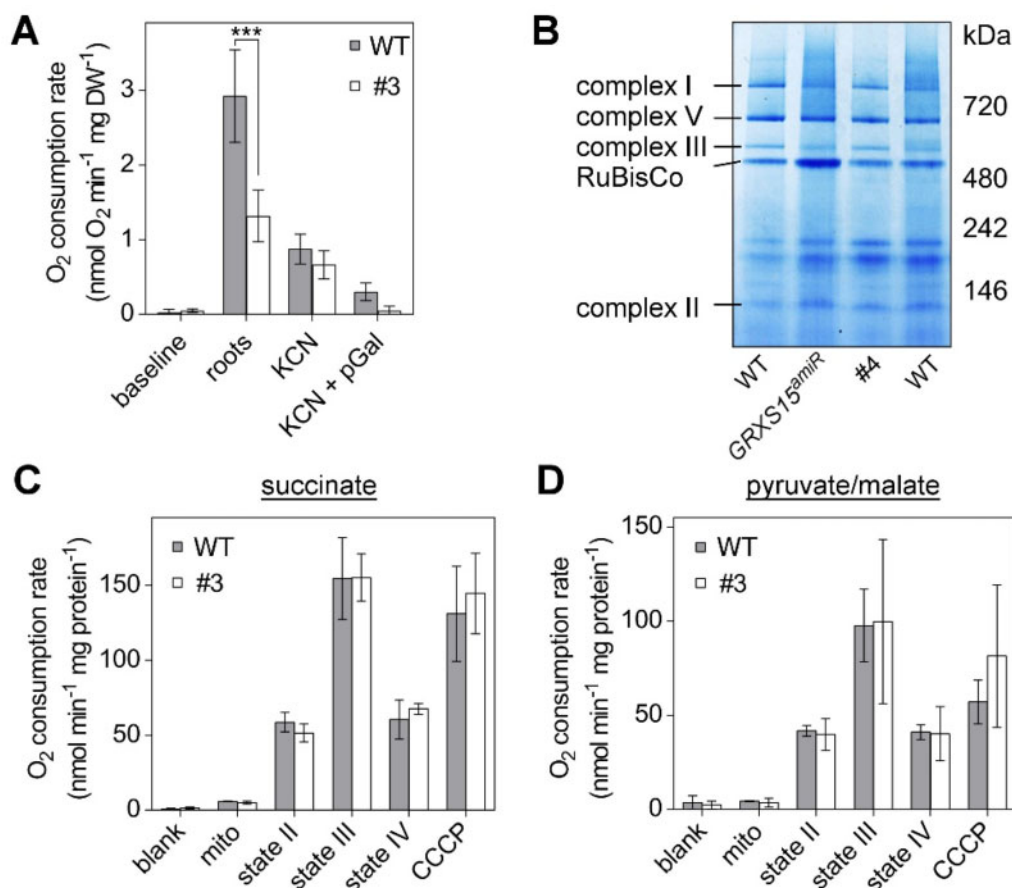 A
O₂ consumption rate
(nmol O₂ min⁻¹ mg DW⁻¹)
3
2
1
0
***
WT
#3
baseline
roots
KCN
KCN + pGal
B
kDa
complex I
complex V
complex III
RuBisCo
complex II
720
480
242
146
WT
GRXS15ᵃᵐⁱᴿ
#4
WT
C
succinate
O₂ consumption rate
(nmol min⁻¹ mg protein⁻¹)
150
100
50
0
WT
#3
blank
mito
state II
state III
state IV
CCCP
D
pyruvate/malate
O₂ consumption rate
(nmol min⁻¹ mg protein⁻¹)
150
100
50
0
WT
#3
blank
mito
state II
state III
state IV
CCCP